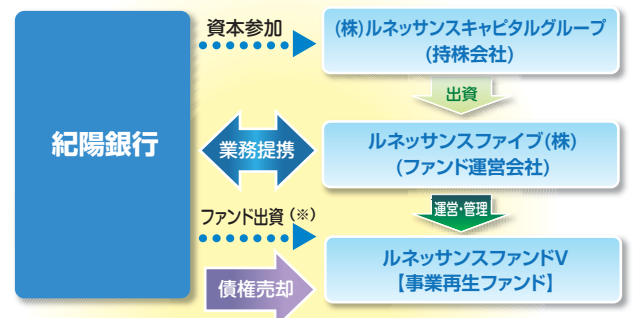 紀陽銀行
資本参加
(株)ルネッサンスキャピタルグループ
(持株会社)
出資
業務提携
ルネッサンスファイブ(株)
(ファンド運営会社)
運営・管理
ファンド出資(※)
債権売却
ルネッサンスファンドV
【事業再生ファンド】